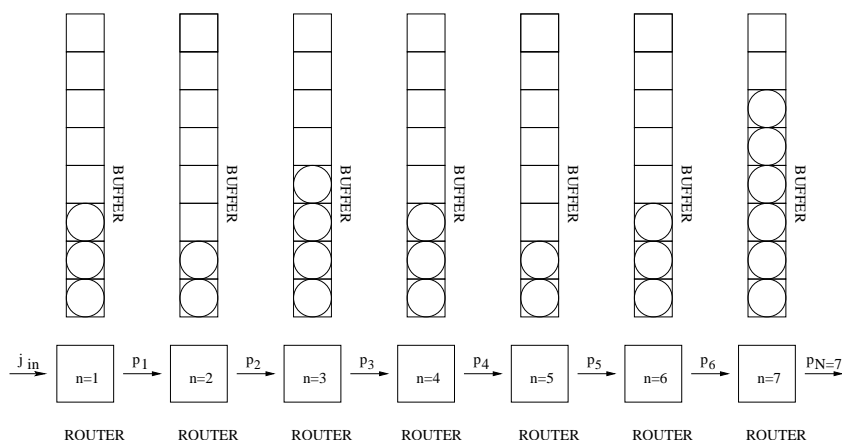 BUFFER BUFFER BUFFER BUFFER BUFFER BUFFER BUFFER
j in p1 p2 p3 p4 p5 p6 pN=7
n=1 n=2 n=3 n=4 n=5 n=6 n=7
ROUTER ROUTER ROUTER ROUTER ROUTER ROUTER ROUTER